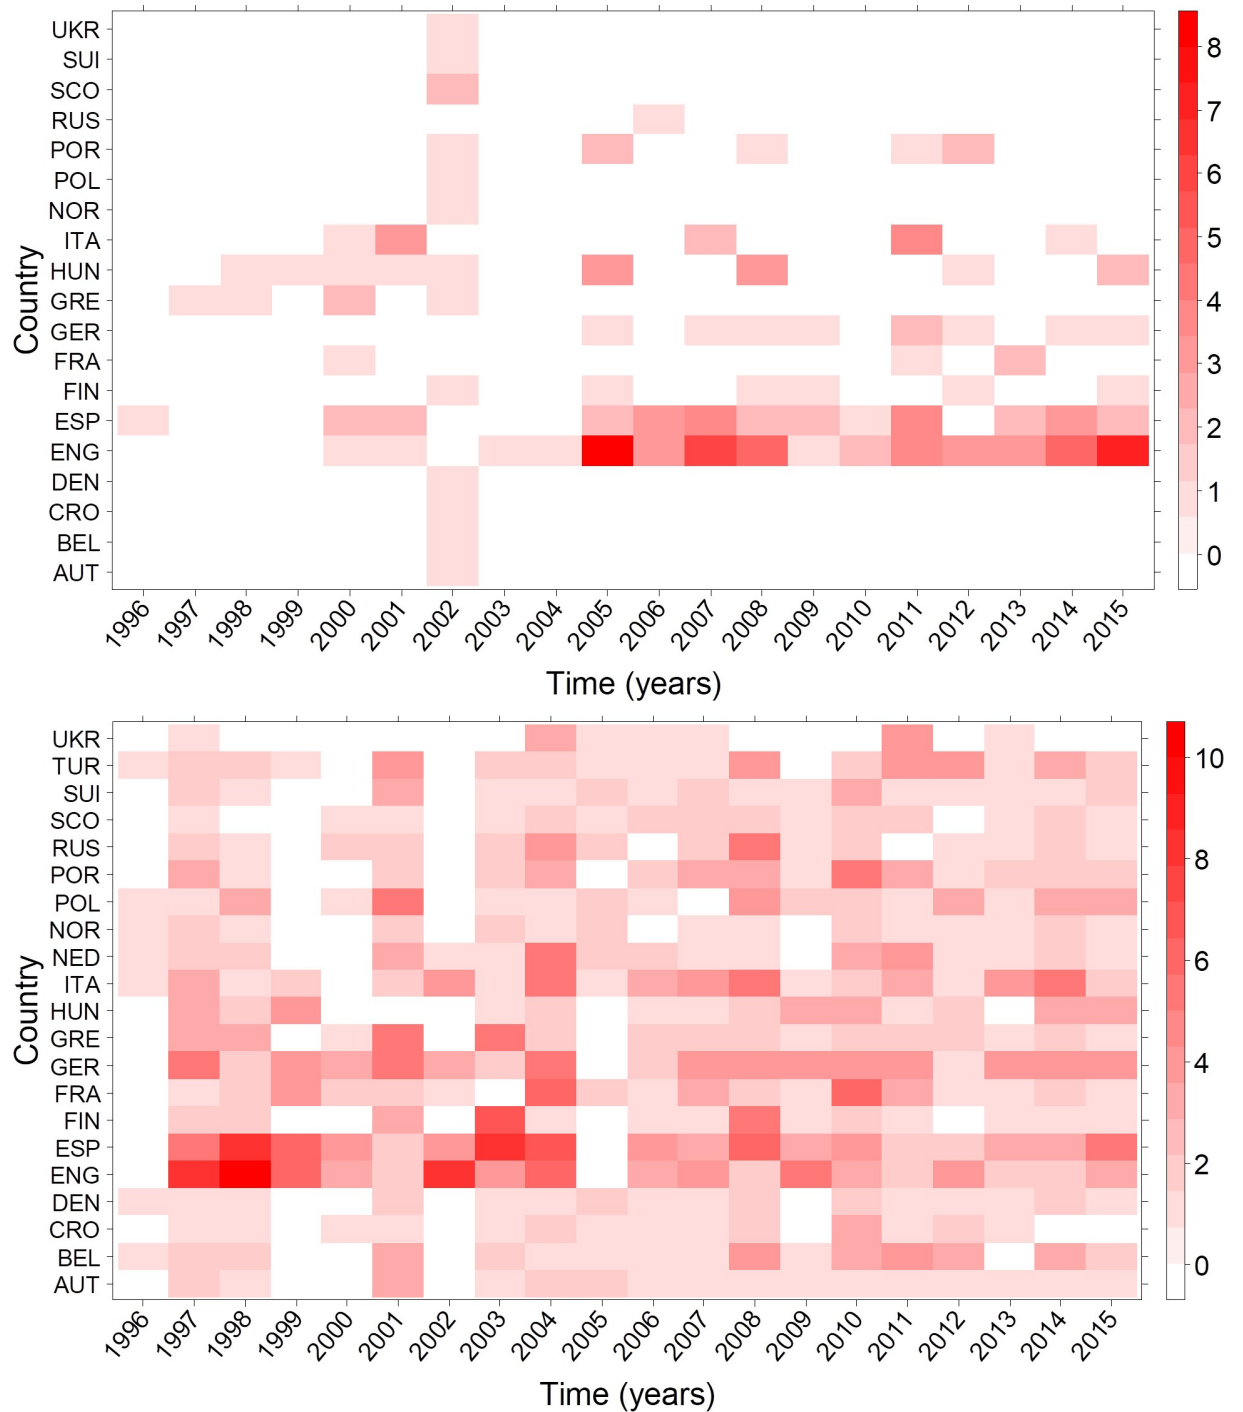 UKR
SUI
SCO
RUS
POR
POL
NOR
ITA
HUN
GRE
GER
FRA
FIN
ESP
ENG
DEN
CRO
BEL
AUT
Country
1996 1997 1998 1999 2000 2001 2002 2003 2004 2005 2006 2007 2008 2009 2010 2011 2012 2013 2014 2015
Time (years)
8
7
6
5
4
3
2
1
0
UKR
TUR
SUI
SCO
RUS
POR
POL
NOR
NED
ITA
HUN
GRE
GER
FRA
FIN
ESP
ENG
DEN
CRO
BEL
AUT
Country
1996 1997 1998 1999 2000 2001 2002 2003 2004 2005 2006 2007 2008 2009 2010 2011 2012 2013 2014 2015
Time (years)
10
8
6
4
2
0